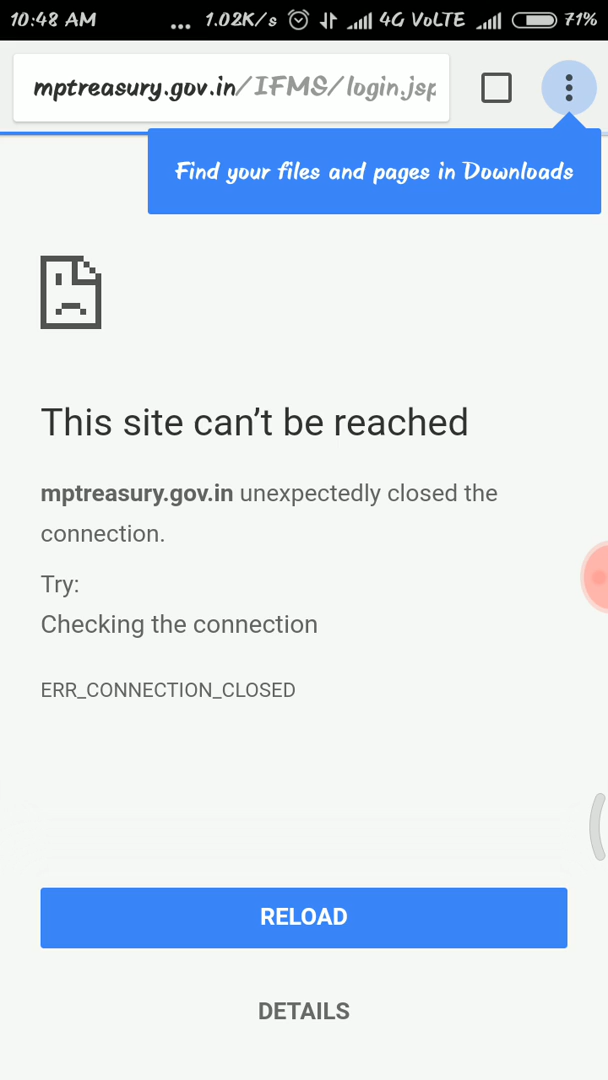 10:48 AM ... 1.02K/s 4G VoLTE 71%
mptreasury.gov.in/IFMS/login.jsp
Find your files and pages in Downloads
This site can't be reached
mptreasury.gov.in unexpectedly closed the
connection.
Try:
Checking the connection
ERR_CONNECTION_CLOSED
RELOAD
DETAILS